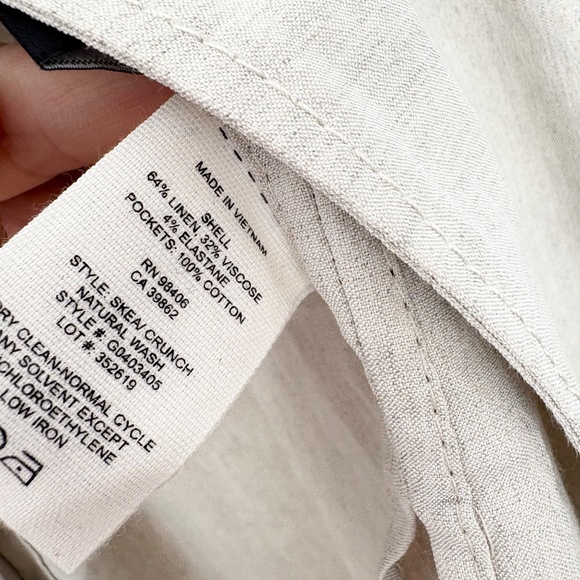 MADE IN VIETNAM
SHELL
64% LINEN, 32% VISCOSE
4% ELASTANE
POCKETS: 100% COTTON
RN 98406
CA 39862
STYLE: SKEA/ CRUNCH
NATURAL WASH
STYLE # G0403405
LOT #: 352619
DRY CLEAN-NORMAL CYCLE
ANY SOLVENT EXCEPT
CHLOROETHYLENE
LOW IRON